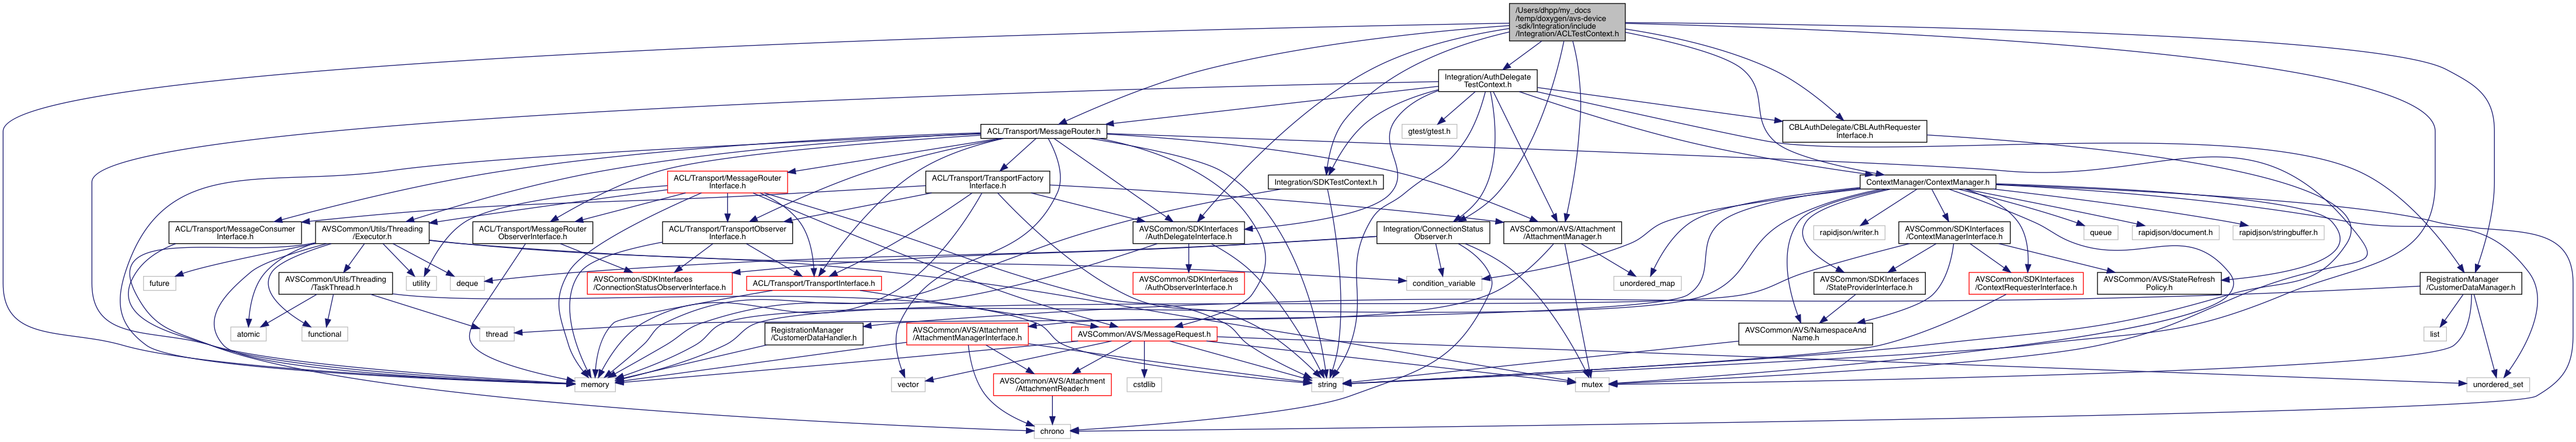 /Users/dhpp/my_docs
/temp/doxygen/avs-device
-sdk/Integration/include
/Integration/ACLTestContext.h
Integration/AuthDelegate
TestContext.h
ACL/Transport/MessageRouter.h
gtest/gtest.h
CBLAuthDelegate/CBLAuthRequester
Interface.h
ACL/Transport/MessageRouter
Interface.h
ACL/Transport/TransportFactory
Interface.h
Integration/SDKTestContext.h
ContextManager/ContextManager.h
ACL/Transport/MessageConsumer
Interface.h
AVSCommon/Utils/Threading
/Executor.h
ACL/Transport/MessageRouter
ObserverInterface.h
ACL/Transport/TransportObserver
Interface.h
AVSCommon/SDKInterfaces
/AuthDelegateInterface.h
Integration/ConnectionStatus
Observer.h
AVSCommon/AVS/Attachment
/AttachmentManager.h
rapidjson/writer.h
AVSCommon/SDKInterfaces
/ContextManagerInterface.h
queue
rapidjson/document.h
rapidjson/stringbuffer.h
future
AVSCommon/Utils/Threading
/TaskThread.h
utility
deque
AVSCommon/SDKInterfaces
/ConnectionStatusObserverInterface.h
ACL/Transport/TransportInterface.h
AVSCommon/SDKInterfaces
/AuthObserverInterface.h
condition_variable
unordered_map
AVSCommon/SDKInterfaces
/StateProviderInterface.h
AVSCommon/SDKInterfaces
/ContextRequesterInterface.h
AVSCommon/AVS/StateRefresh
Policy.h
RegistrationManager
/CustomerDataManager.h
atomic
functional
thread
RegistrationManager
/CustomerDataHandler.h
AVSCommon/AVS/Attachment
/AttachmentManagerInterface.h
AVSCommon/AVS/MessageRequest.h
AVSCommon/AVS/NamespaceAnd
Name.h
list
memory
vector
AVSCommon/AVS/Attachment
/AttachmentReader.h
cstdlib
string
mutex
unordered_set
chrono